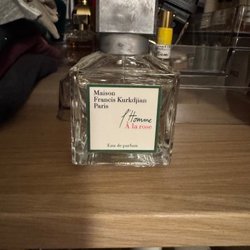 Maison
Francis Kurkdjian
Paris
l'Homme
À la rose
Eau de parfum